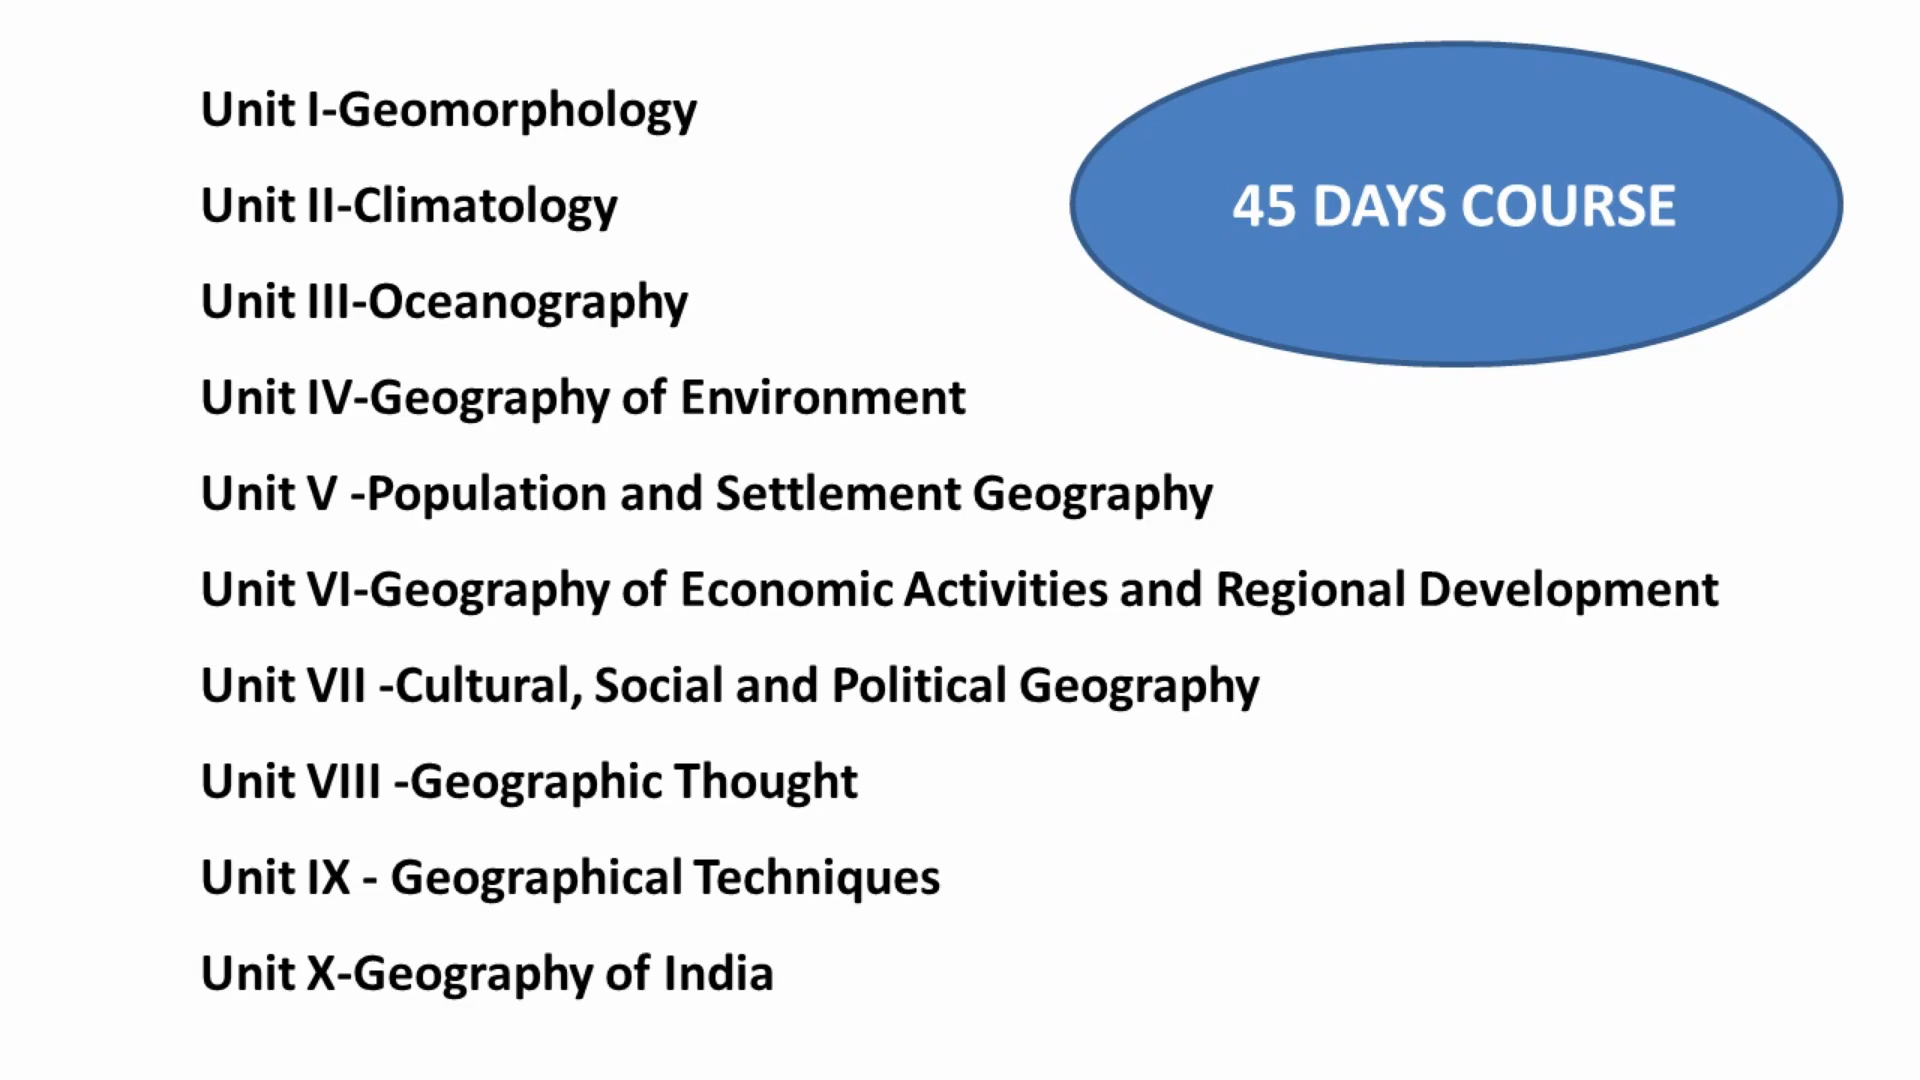 Unit I-Geomorphology
Unit II-Climatology
45 DAYS COURSE
Unit III-Oceanography
Unit IV-Geography of Environment
Unit V -Population and Settlement Geography
Unit VI-Geography of Economic Activities and Regional Development
Unit VII -Cultural, Social and Political Geography
Unit VIII -Geographic Thought
Unit IX - Geographical Techniques
Unit X-Geography of India